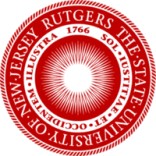 RUTGERS·THE·STATE·UNIVERSITY·OF·NEW·JERSEY
SOL·IUSTITIAE·ET·OCCIDENTEM·ILLUSTRA
1766